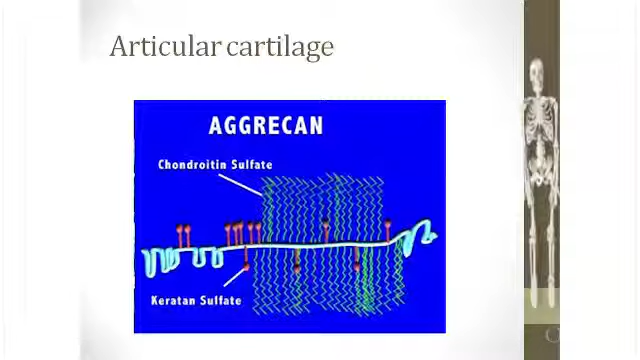 Articular cartilage
AGGRECAN
Chondroitin Sulfate
Keratan Sulfate